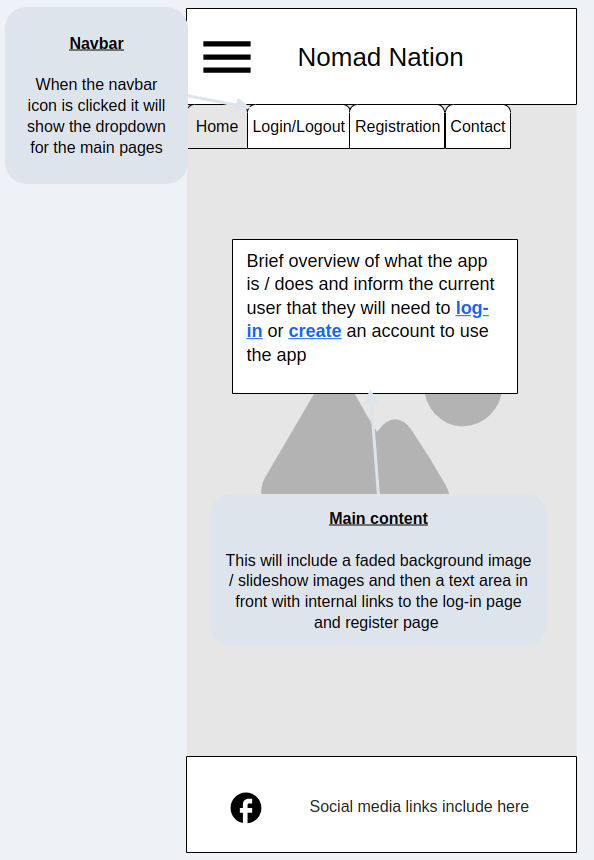 Navbar
When the navbar
icon is clicked it will
show the dropdown
for the main pages
Nomad Nation
Home
Login/Logout
Registration
Contact
Brief overview of what the app
is / does and inform the current
user that they will need to log-
in or create an account to use
the app
Main content
This will include a faded background image
/ slideshow images and then a text area in
front with internal links to the log-in page
and register page
Social media links include here